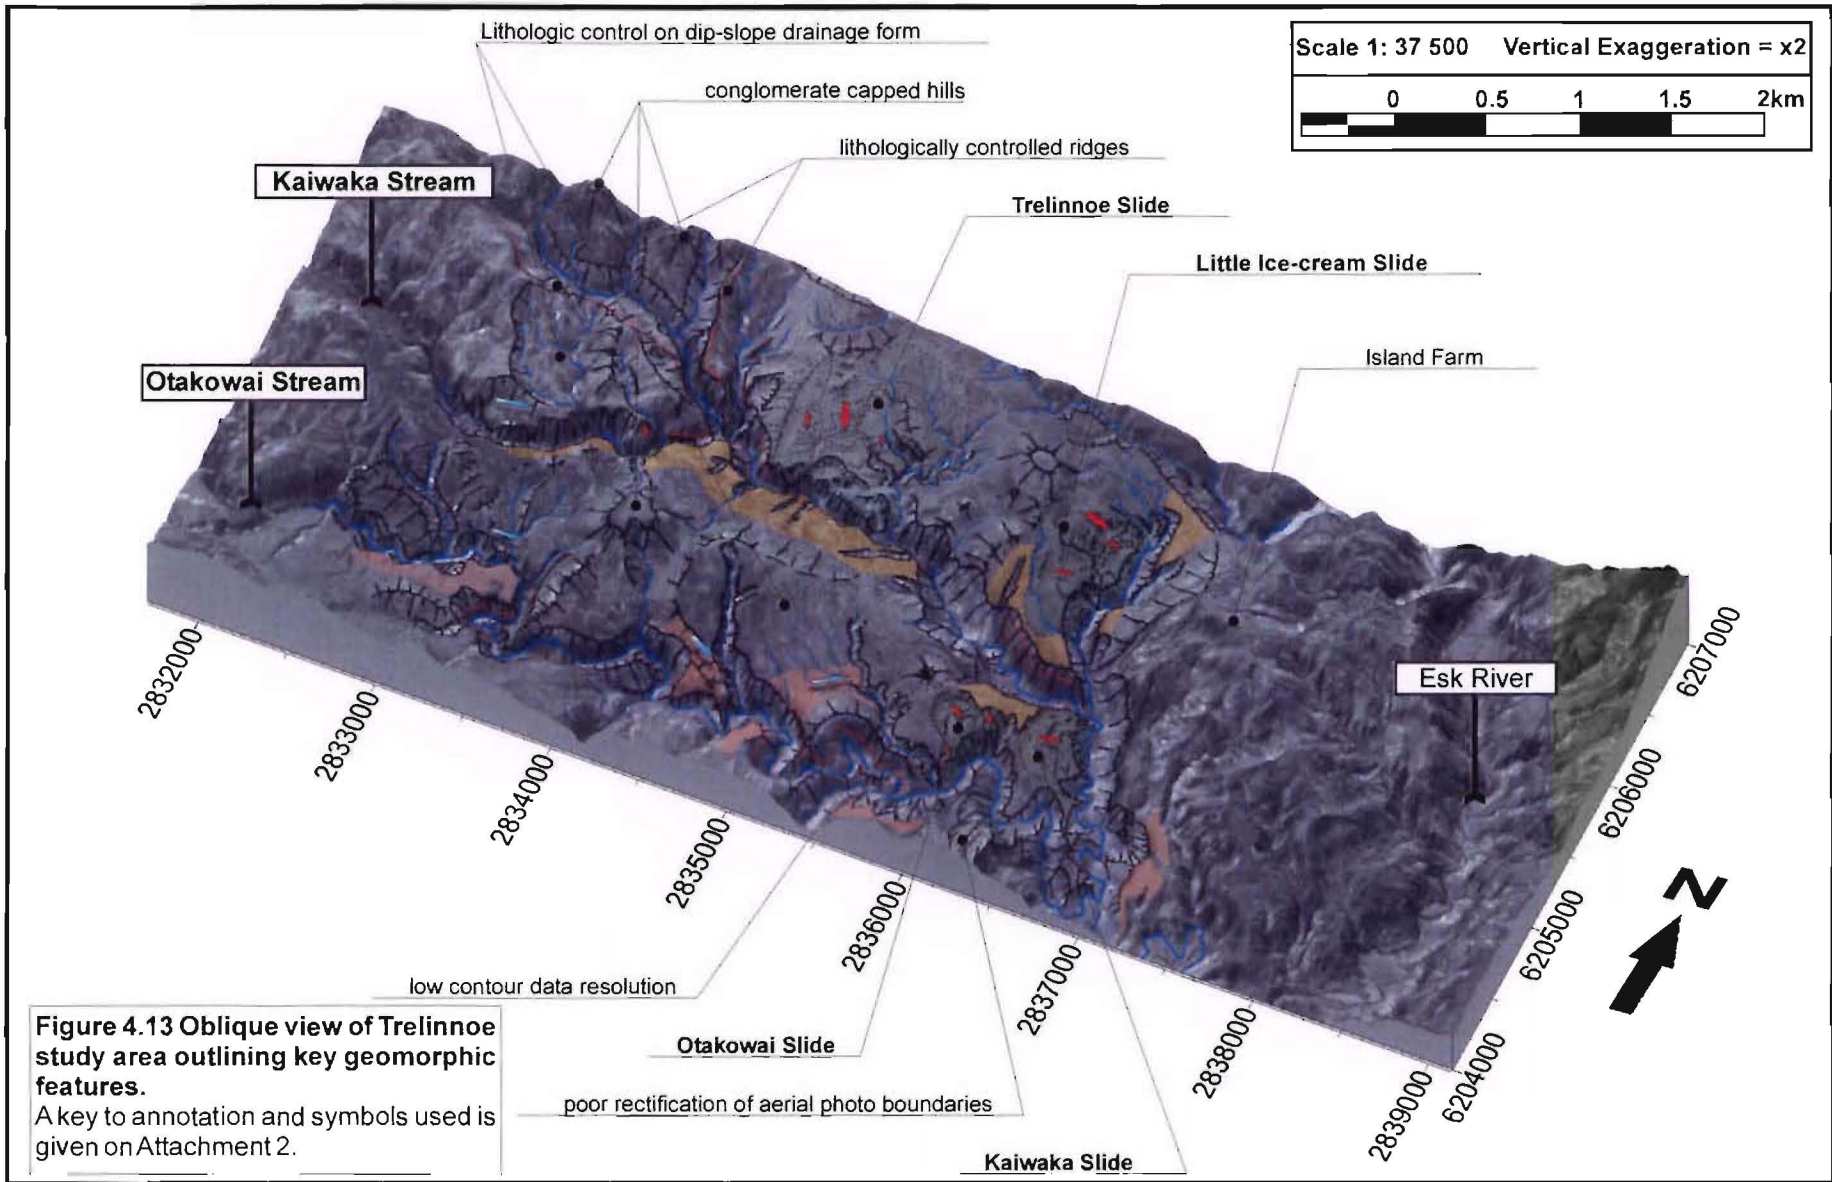 Lithologic control on dip-slope drainage form
Scale 1: 37 500 Vertical Exaggeration = x2
conglomerate capped hills
0 0.5 1 1.5 2km
lithologically controlled ridges
Kaiwaka Stream
Trelinnoe Slide
Little Ice-cream Slide
Island Farm
Otakowai Stream
Esk River
2832000
2833000
2834000
2835000
2836000
2837000
2838000
2839000
6204000
6205000
6206000
6207000
N
low contour data resolution
Otakowai Slide
poor rectification of aerial photo boundaries
Kaiwaka Slide
Figure 4.13 Oblique view of Trelinnoe
study area outlining key geomorphic
features.
A key to annotation and symbols used is
given on Attachment 2.